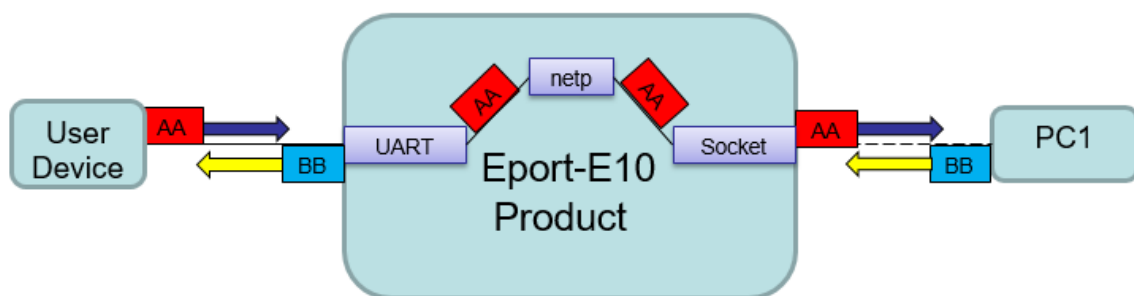 User
Device
AA
BB
UART
AA
netp
AA
Socket
Eport-E10
Product
AA
BB
PC1